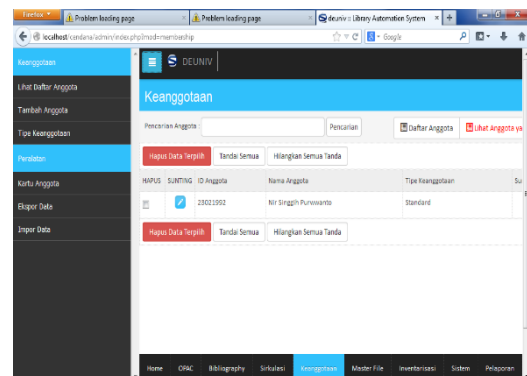 Firefox
Problem loading page
Problem loading page
deuniv :: Library Automation System
localhost/cendana/admin/index.php?mod=membership
Google
Keanggotaan
Lihat Daftar Anggota
Tambah Anggota
Tipe Keanggotaan
Peralatan
Kartu Anggota
Ekspor Data
Impor Data
DEUNIV
Keanggotaan
Pencarian Anggota :
Pencarian
Daftar Anggota
Lihat Anggota ya
Hapus Data Terpilih
Tandai Semua
Hilangkan Semua Tanda
HAPUS SUNTING ID Anggota Nama Anggota Tipe Keanggotaan Su
23021992 Nir Singgih Purwwanto Standard
Hapus Data Terpilih
Tandai Semua
Hilangkan Semua Tanda
Home OPAC Bibliography Sirkulasi Keanggotaan Master File Inventarisasi Sistem Pelaporan